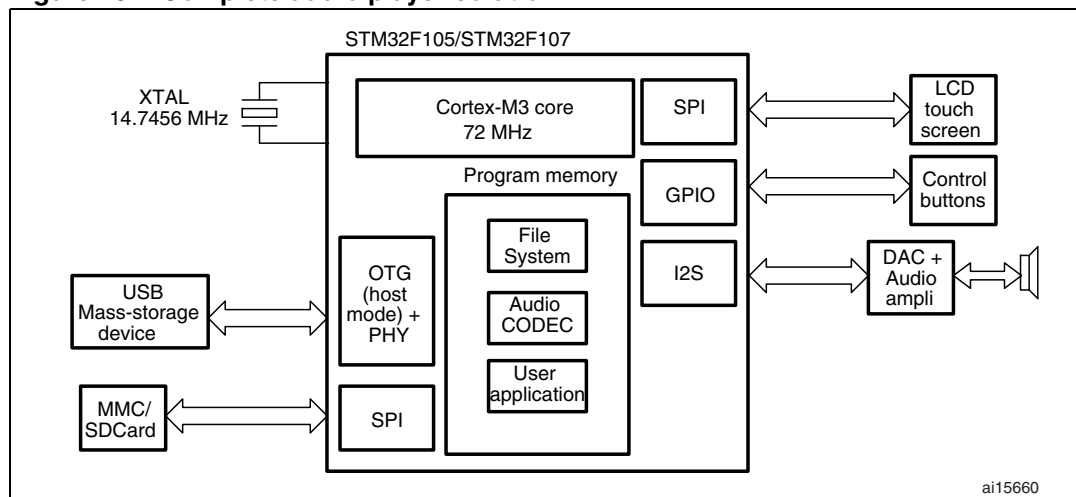 STM32F105/STM32F107
XTAL
14.7456 MHz
Cortex-M3 core
72 MHz
SPI
LCD
touch
screen
Program memory
GPIO
Control
buttons
File
System
OTG
(host
mode) +
PHY
I2S
DAC +
Audio
ampli
USB
Mass-storage
device
Audio
CODEC
User
application
MMC/
SDCard
SPI
ai15660